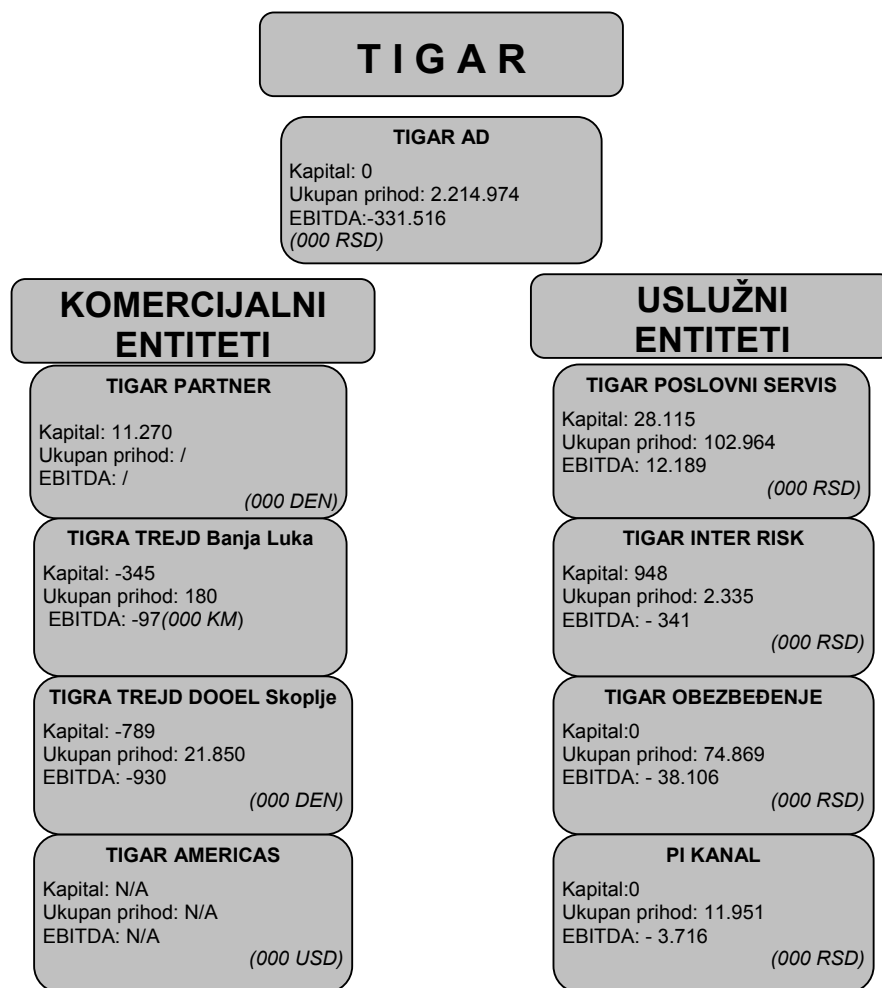 T I G A R
TIGAR AD
Kapital: 0
Ukupan prihod: 2.214.974
EBITDA:-331.516
(000 RSD)
KOMERCIJALNI
ENTITETI
TIGAR PARTNER
Kapital: 11.270
Ukupan prihod: /
EBITDA: /
(000 DEN)
TIGRA TREJD Banja Luka
Kapital: -345
Ukupan prihod: 180
EBITDA: -97(000 KM)
TIGRA TREJD DOOEL Skoplje
Kapital: -789
Ukupan prihod: 21.850
EBITDA: -930
(000 DEN)
TIGAR AMERICAS
Kapital: N/A
Ukupan prihod: N/A
EBITDA: N/A
(000 USD)
USLUŽNI
ENTITETI
TIGAR POSLOVNI SERVIS
Kapital: 28.115
Ukupan prihod: 102.964
EBITDA: 12.189
(000 RSD)
TIGAR INTER RISK
Kapital: 948
Ukupan prihod: 2.335
EBITDA: - 341
(000 RSD)
TIGAR OBEZBEĐENJE
Kapital:0
Ukupan prihod: 74.869
EBITDA: - 38.106
(000 RSD)
PI KANAL
Kapital:0
Ukupan prihod: 11.951
EBITDA: - 3.716
(000 RSD)